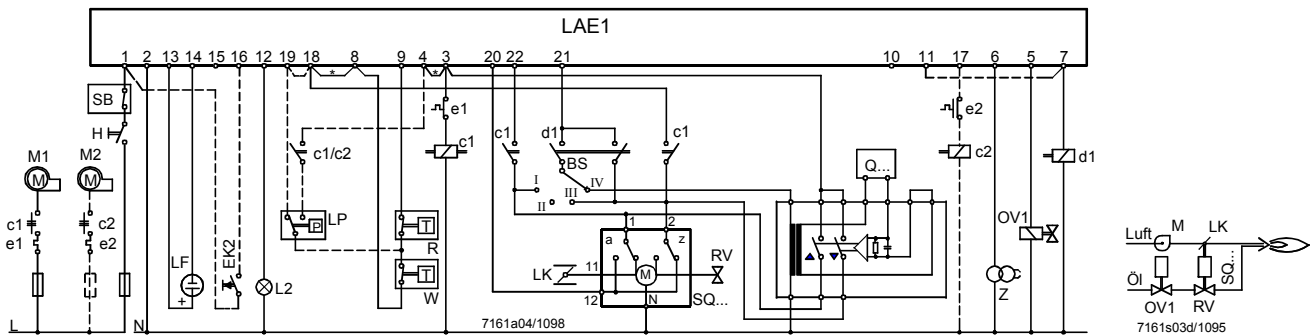 LAE1
1 2 13 14 15 16 12 19 18 8 9 4 3 20 22 21 10 11 17 6 5 7
* *
SB
e1
e2
H
c1
c1
d1
c1
c2
d1
c1/c2
BS
Q...
M1 M2
M M
I
III
IV
II
c1
e1
c2
e2
LP
P
T
R
1 2
a z
OV1
Luft M LK
LF
+
EK2
L2
T
W
LK
11
M
RV
12
N
SQ...
Z
Öl
SQ...
OV1 RV
L N
7161a04/1098
7161s03d/1095